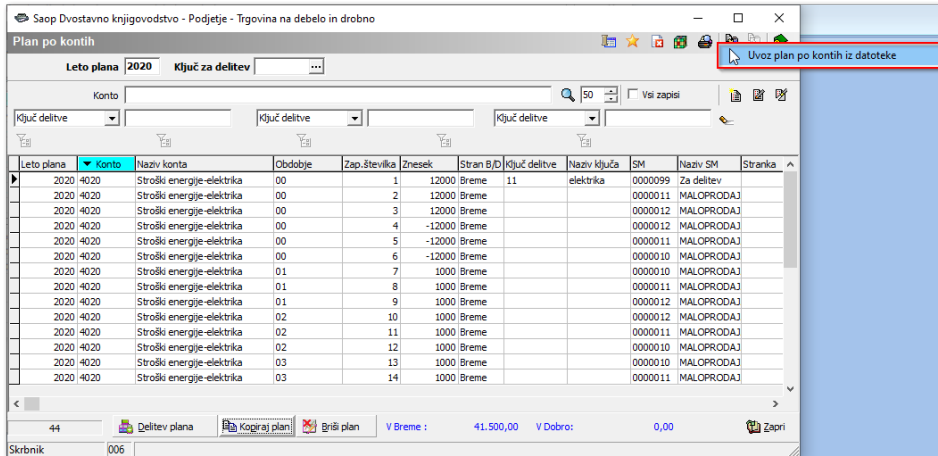 Saop Dvostavno knjigovodstvo - Podjetje - Trgovina na debelo in drobno
Plan po kontih
Uvoz plan po kontih iz datoteke
Leto plana 2020 Ključ za delitev ...
Konto 50 Vsi zapisi
Ključ delitve Ključ delitve Ključ delitve
Leto plana Konto Naziv konta Obdobje Zap.številka Znesek Stran B/D Ključ delitve Naziv ključa SM Naziv SM Stranka
2020 4020 Stroški energije-elektrika 00 1 12000 Breme 11 elektrika 0000099 Za delitev
2020 4020 Stroški energije-elektrika 00 2 12000 Breme 0000011 MALOPRODAJ
2020 4020 Stroški energije-elektrika 00 3 12000 Breme 0000012 MALOPRODAJ
2020 4020 Stroški energije-elektrika 00 4 -12000 Breme 0000012 MALOPRODAJ
2020 4020 Stroški energije-elektrika 00 5 -12000 Breme 0000011 MALOPRODAJ
2020 4020 Stroški energije-elektrika 00 6 -12000 Breme 0000010 MALOPRODAJ
2020 4020 Stroški energije-elektrika 01 7 1000 Breme 0000010 MALOPRODAJ
2020 4020 Stroški energije-elektrika 01 8 1000 Breme 0000011 MALOPRODAJ
2020 4020 Stroški energije-elektrika 01 9 1000 Breme 0000012 MALOPRODAJ
2020 4020 Stroški energije-elektrika 02 10 1000 Breme 0000012 MALOPRODAJ
2020 4020 Stroški energije-elektrika 02 11 1000 Breme 0000011 MALOPRODAJ
2020 4020 Stroški energije-elektrika 02 12 1000 Breme 0000010 MALOPRODAJ
2020 4020 Stroški energije-elektrika 03 13 1000 Breme 0000010 MALOPRODAJ
2020 4020 Stroški energije-elektrika 03 14 1000 Breme 0000011 MALOPRODAJ
44 Delitev plana Kopiraj plan Briši plan V Breme : 41.500,00 V Dobro: 0,00 Zapri
Skrbnik 006